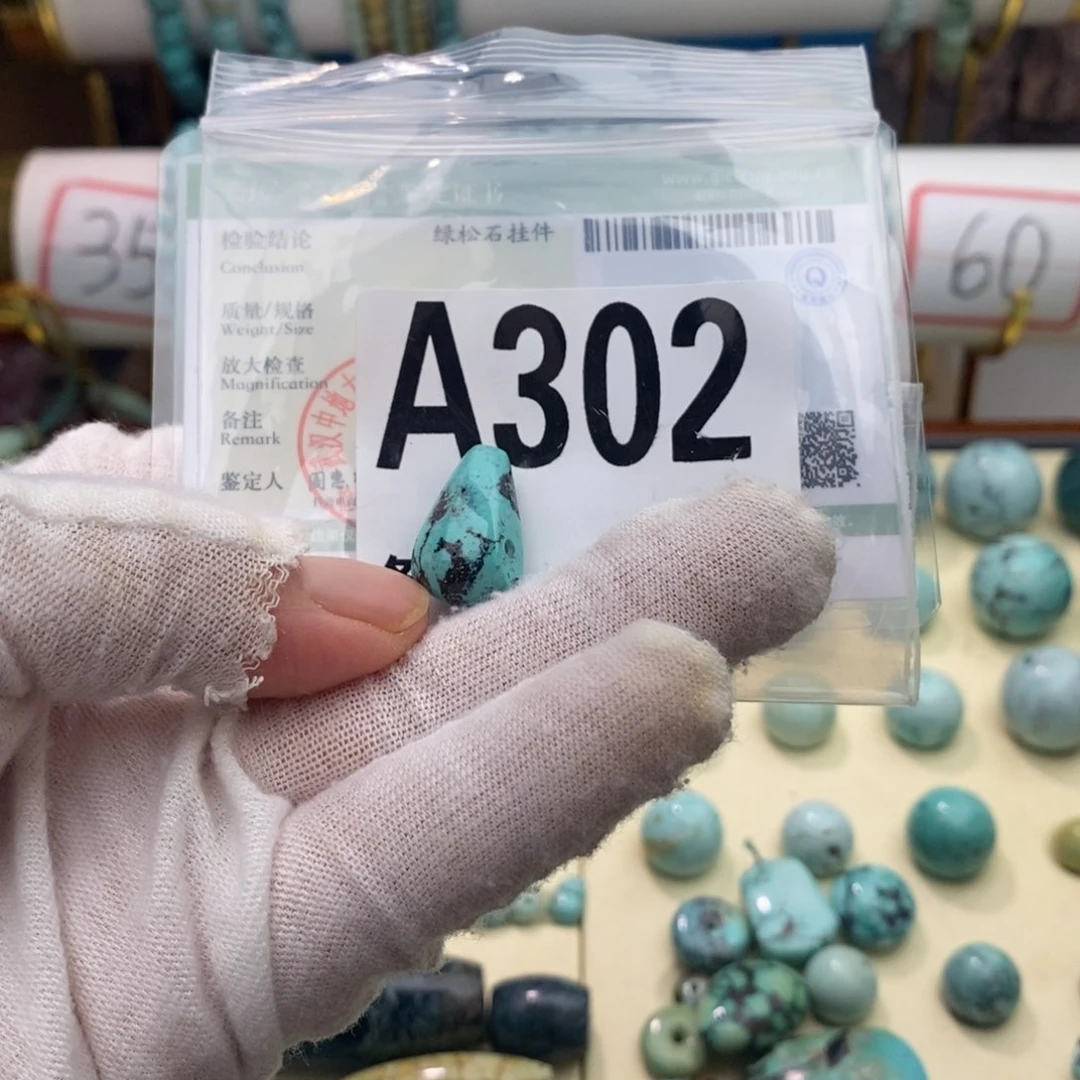 35
60
检验结论
绿松石挂件
Conclusion
质量/规格
Weight/Size
放大检查
Magnification
备注
Remark
鉴定人
A302
Q